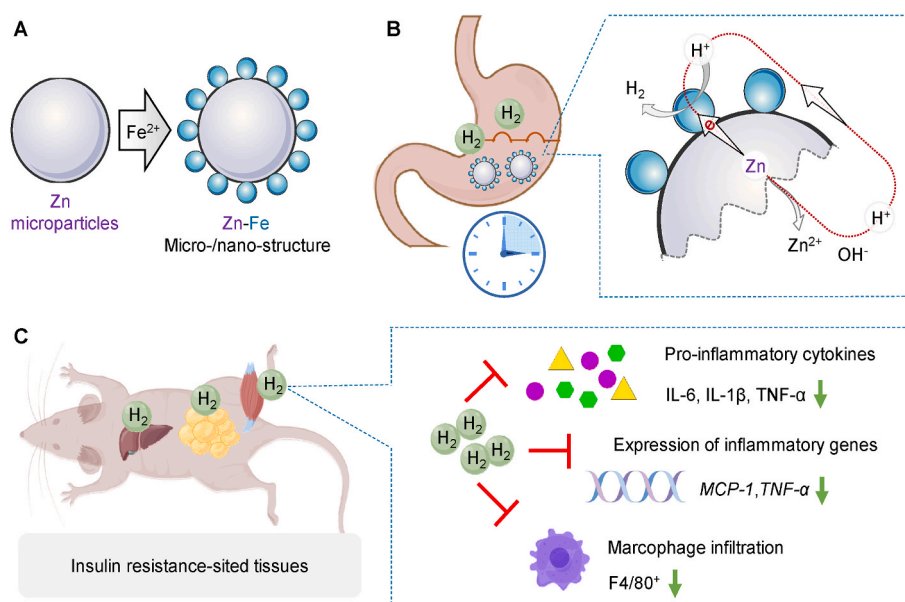 A
Fe²⁺
Zn
microparticles
Zn-Fe
Micro-/nano-structure
B
H₂
H₂
H⁺
H₂
e
Zn
H⁺
Zn²⁺
OH⁻
C
H₂
H₂
H₂
Insulin resistance-sited tissues
H₂
H₂
H₂
H₂
Pro-inflammatory cytokines
IL-6, IL-1β, TNF-α
Expression of inflammatory genes
MCP-1,TNF-α
Marcophage infiltration
F4/80⁺